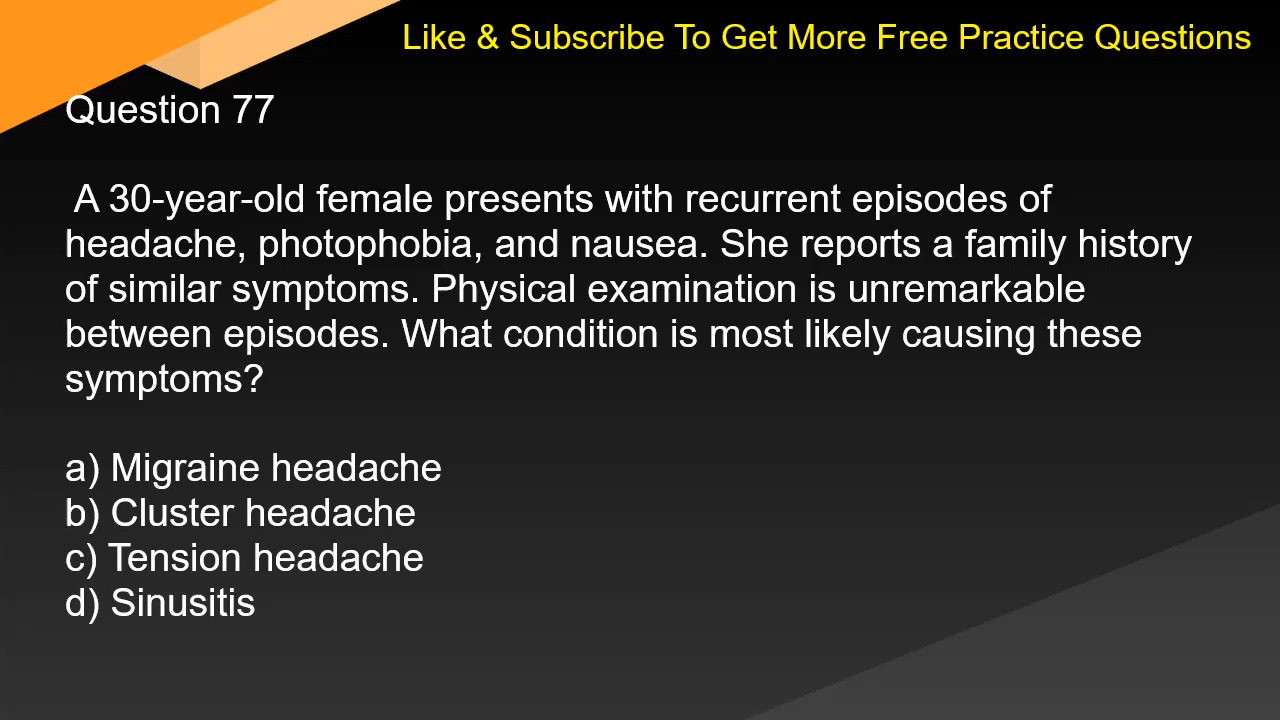 Like & Subscribe To Get More Free Practice Questions
Question 77
A 30-year-old female presents with recurrent episodes of
headache, photophobia, and nausea. She reports a family history
of similar symptoms. Physical examination is unremarkable
between episodes. What condition is most likely causing these
symptoms?
a) Migraine headache
b) Cluster headache
c) Tension headache
d) Sinusitis